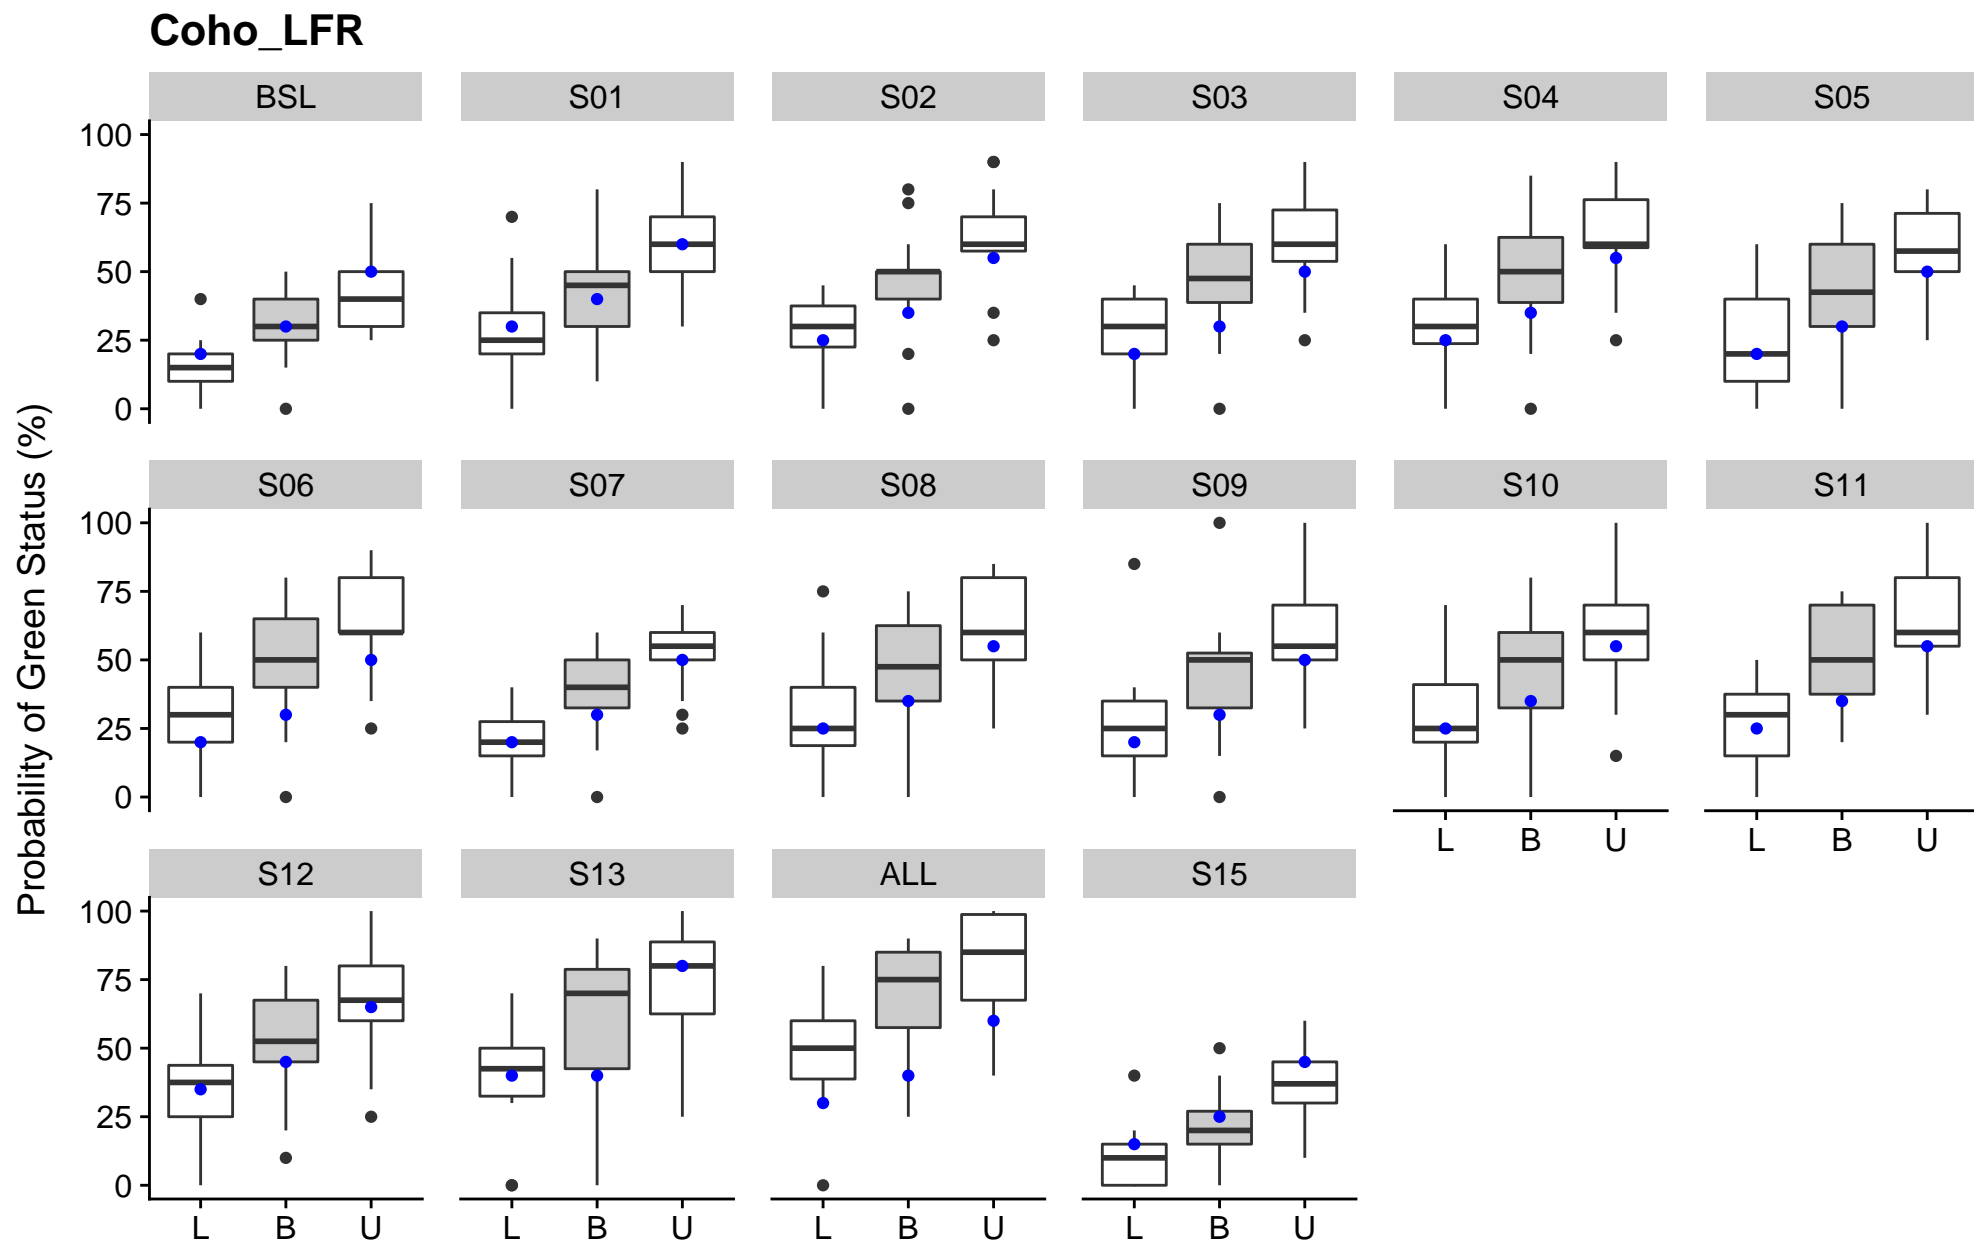 Coho_LFR
BSL S01 S02 S03 S04 S05
100
75
50
25
0
S06 S07 S08 S09 S10 S11
100
75
50
25
0
L B U L B U
S12 S13 ALL S15
100
75
50
25
0
L B U L B U L B U L B U
Probability of Green Status (%)